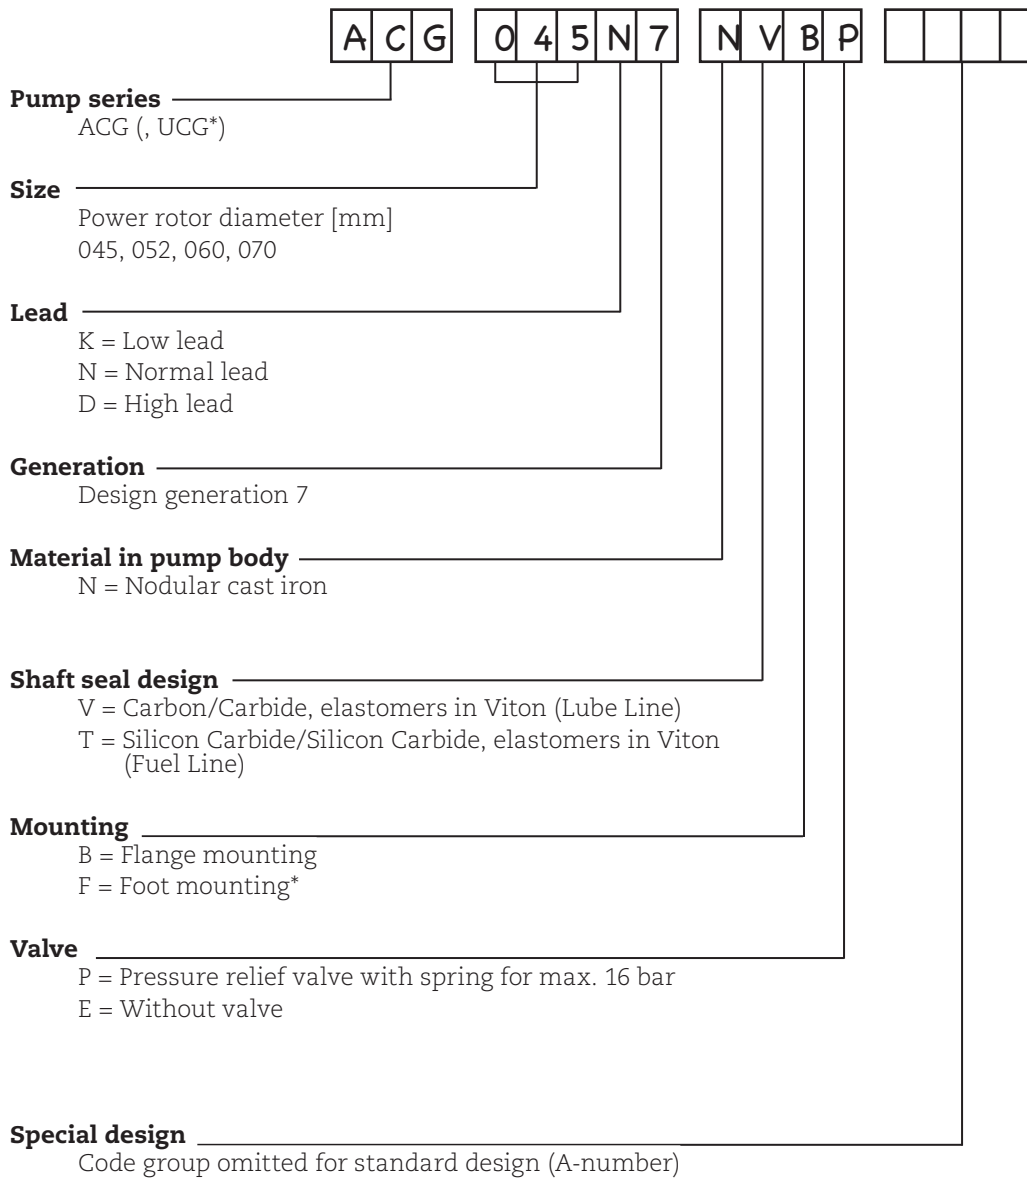 ACG 045N7 NVBP
Pump series
ACG (, UCG*)
Size
Power rotor diameter [mm]
045, 052, 060, 070
Lead
K = Low lead
N = Normal lead
D = High lead
Generation
Design generation 7
Material in pump body
N = Nodular cast iron
Shaft seal design
V = Carbon/Carbide, elastomers in Viton (Lube Line)
T = Silicon Carbide/Silicon Carbide, elastomers in Viton
(Fuel Line)
Mounting
B = Flange mounting
F = Foot mounting*
Valve
P = Pressure relief valve with spring for max. 16 bar
E = Without valve
Special design
Code group omitted for standard design (A-number)